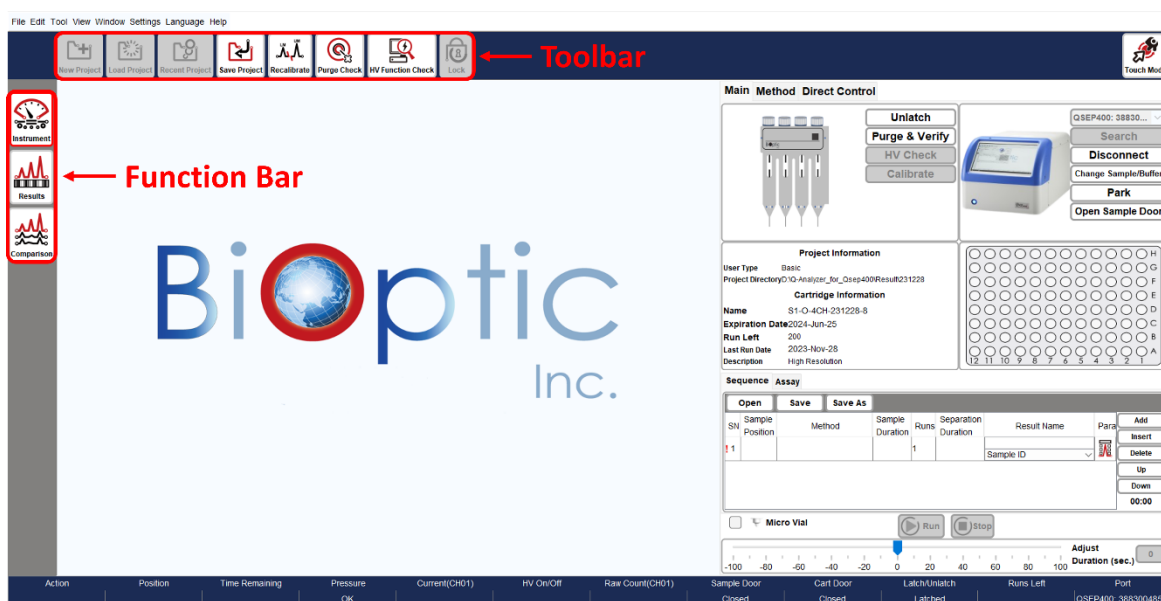 File Edit Tool View Window Settings Language Help
New Project Load Project Recent Project Save Project Recalibrate Purge Check HV Function Check Lock
Toolbar
Touch Mod
Instrument
Results
Comparison
Function Bar
BiOptic
Inc.
Main Method Direct Control
Unlatch
Purge & Verify
HV Check
Calibrate
QSEP400: 38830...
Search
Disconnect
Change Sample/Buffer
Park
Open Sample Door
Project Information
User Type Basic
Project Directory D:\Q-Analyzer_for_Qsep400\Result\231228
Cartridge Information
Name S1-O-4CH-231228-8
Expiration Date 2024-Jun-25
Run Left 200
Last Run Date 2023-Nov-28
Description High Resolution
H
G
F
E
D
C
B
A
12 11 10 9 8 7 6 5 4 3 2 1
Sequence Assay
Open Save Save As
SN Sample Position Method Sample Duration Runs Separation Duration Result Name Para
! 1 1 Sample ID
Add
Insert
Delete
Up
Down
00:00
Micro Vial
Run Stop
-100 -80 -60 -40 -20 0 20 40 60 80 100
Adjust
Duration (sec.) 0
Action Position Time Remaining Pressure Current(CH01) HV On/Off Raw Count(CH01) Sample Door Cart Door Latch/Unlatch Runs Left Port
OK Closed Closed Latched QSEP400: 388300485